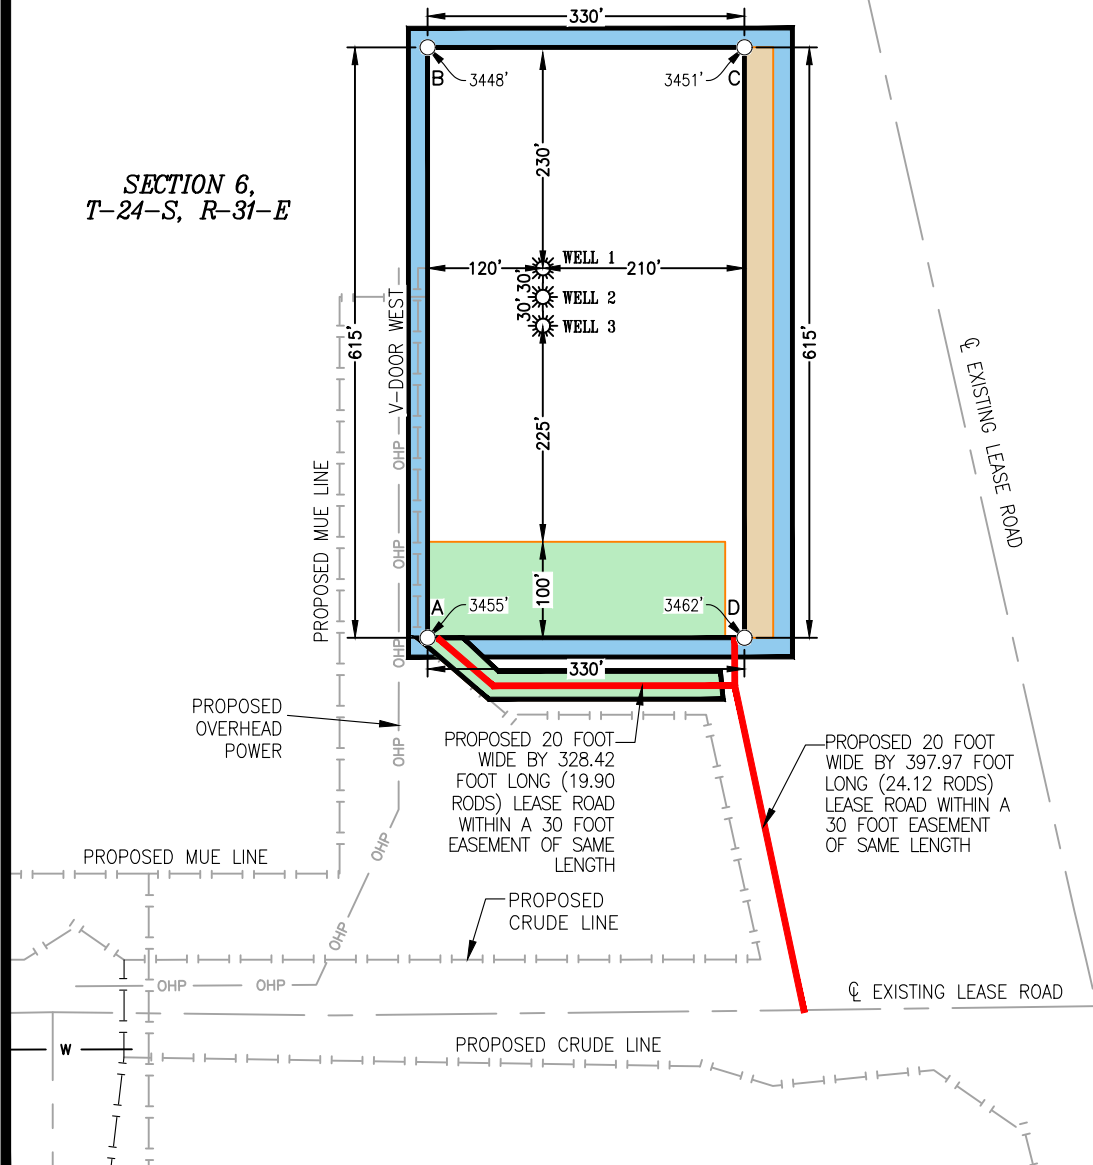 330'
B
3448'
3451'
C
230'
SECTION 6,
T-24-S, R-31-E
WELL 1
120'
210'
30'
30'
WELL 2
WELL 3
V-DOOR WEST
615'
615'
℄ EXISTING LEASE ROAD
225'
OHP
PROPOSED MUE LINE
OHP
100'
A
3455'
3462'
D
OHP
330'
PROPOSED
OVERHEAD
POWER
OHP
PROPOSED 20 FOOT
WIDE BY 328.42
FOOT LONG (19.90
RODS) LEASE ROAD
WITHIN A 30 FOOT
EASEMENT OF SAME
LENGTH
PROPOSED 20 FOOT
WIDE BY 397.97 FOOT
LONG (24.12 RODS)
LEASE ROAD WITHIN A
30 FOOT EASEMENT
OF SAME LENGTH
PROPOSED MUE LINE
OHP
PROPOSED
CRUDE LINE
OHP
OHP
OHP
℄ EXISTING LEASE ROAD
W
PROPOSED CRUDE LINE